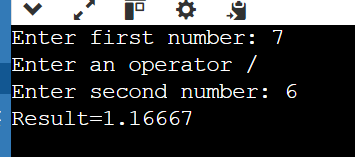 Enter first number: 7
Enter an operator /
Enter second number: 6
Result=1.16667